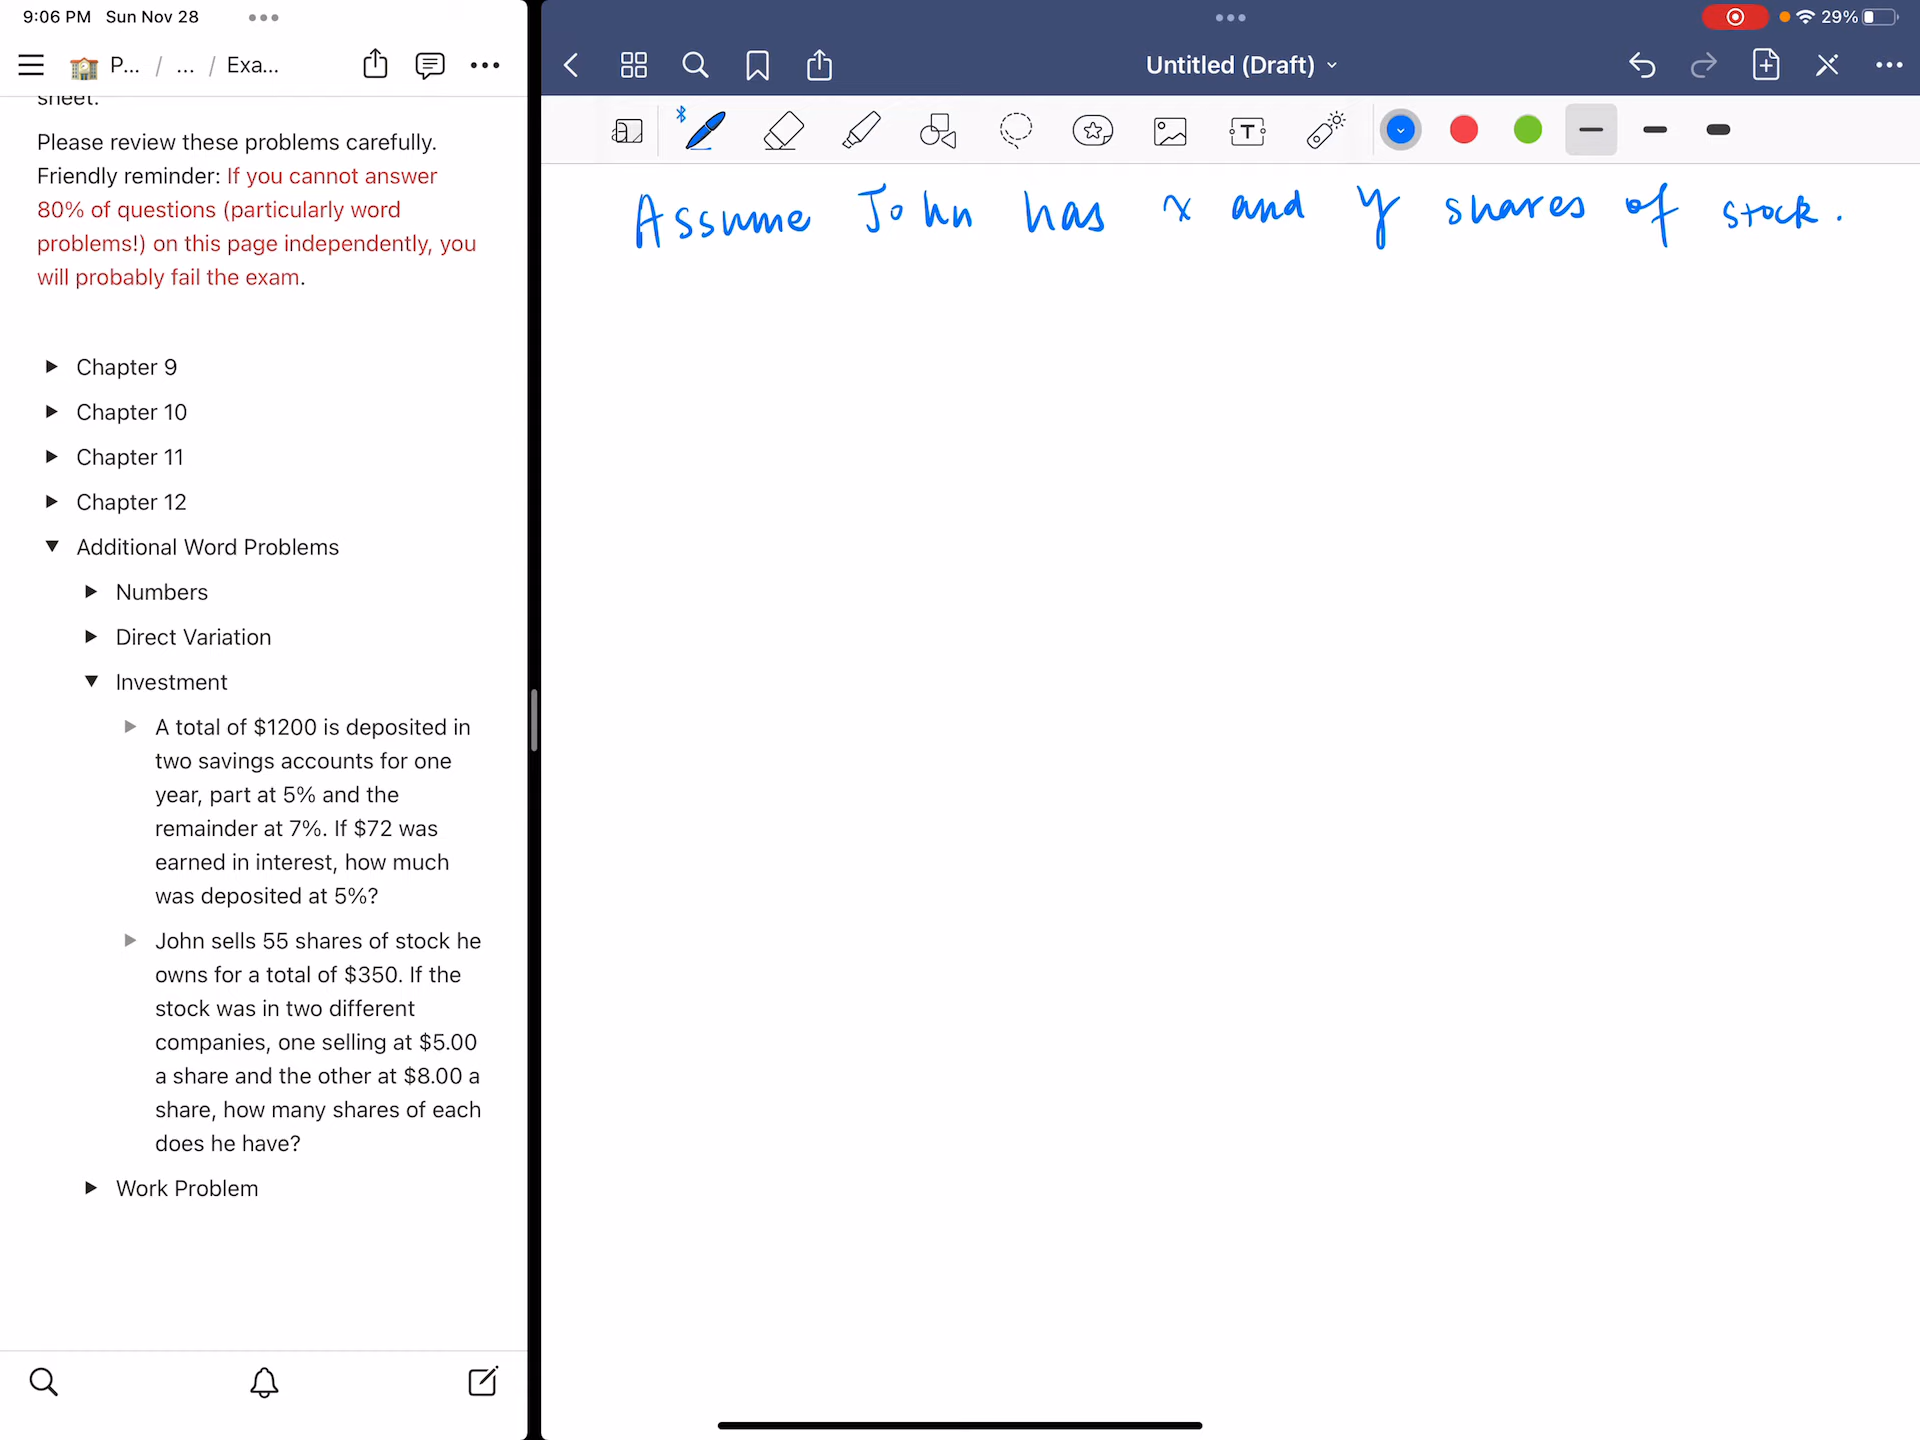 9:06 PM Sun Nov 28
29%
P... / ... / Exa...
Untitled (Draft)
sheet.
Please review these problems carefully.
Friendly reminder: If you cannot answer
80% of questions (particularly word
problems!) on this page independently, you
will probably fail the exam.
Chapter 9
Chapter 10
Chapter 11
Chapter 12
Additional Word Problems
Numbers
Direct Variation
Investment
A total of $1200 is deposited in
two savings accounts for one
year, part at 5% and the
remainder at 7%. If $72 was
earned in interest, how much
was deposited at 5%?
John sells 55 shares of stock he
owns for a total of $350. If the
stock was in two different
companies, one selling at $5.00
a share and the other at $8.00 a
share, how many shares of each
does he have?
Work Problem
Assume John has x and y shares of stock.